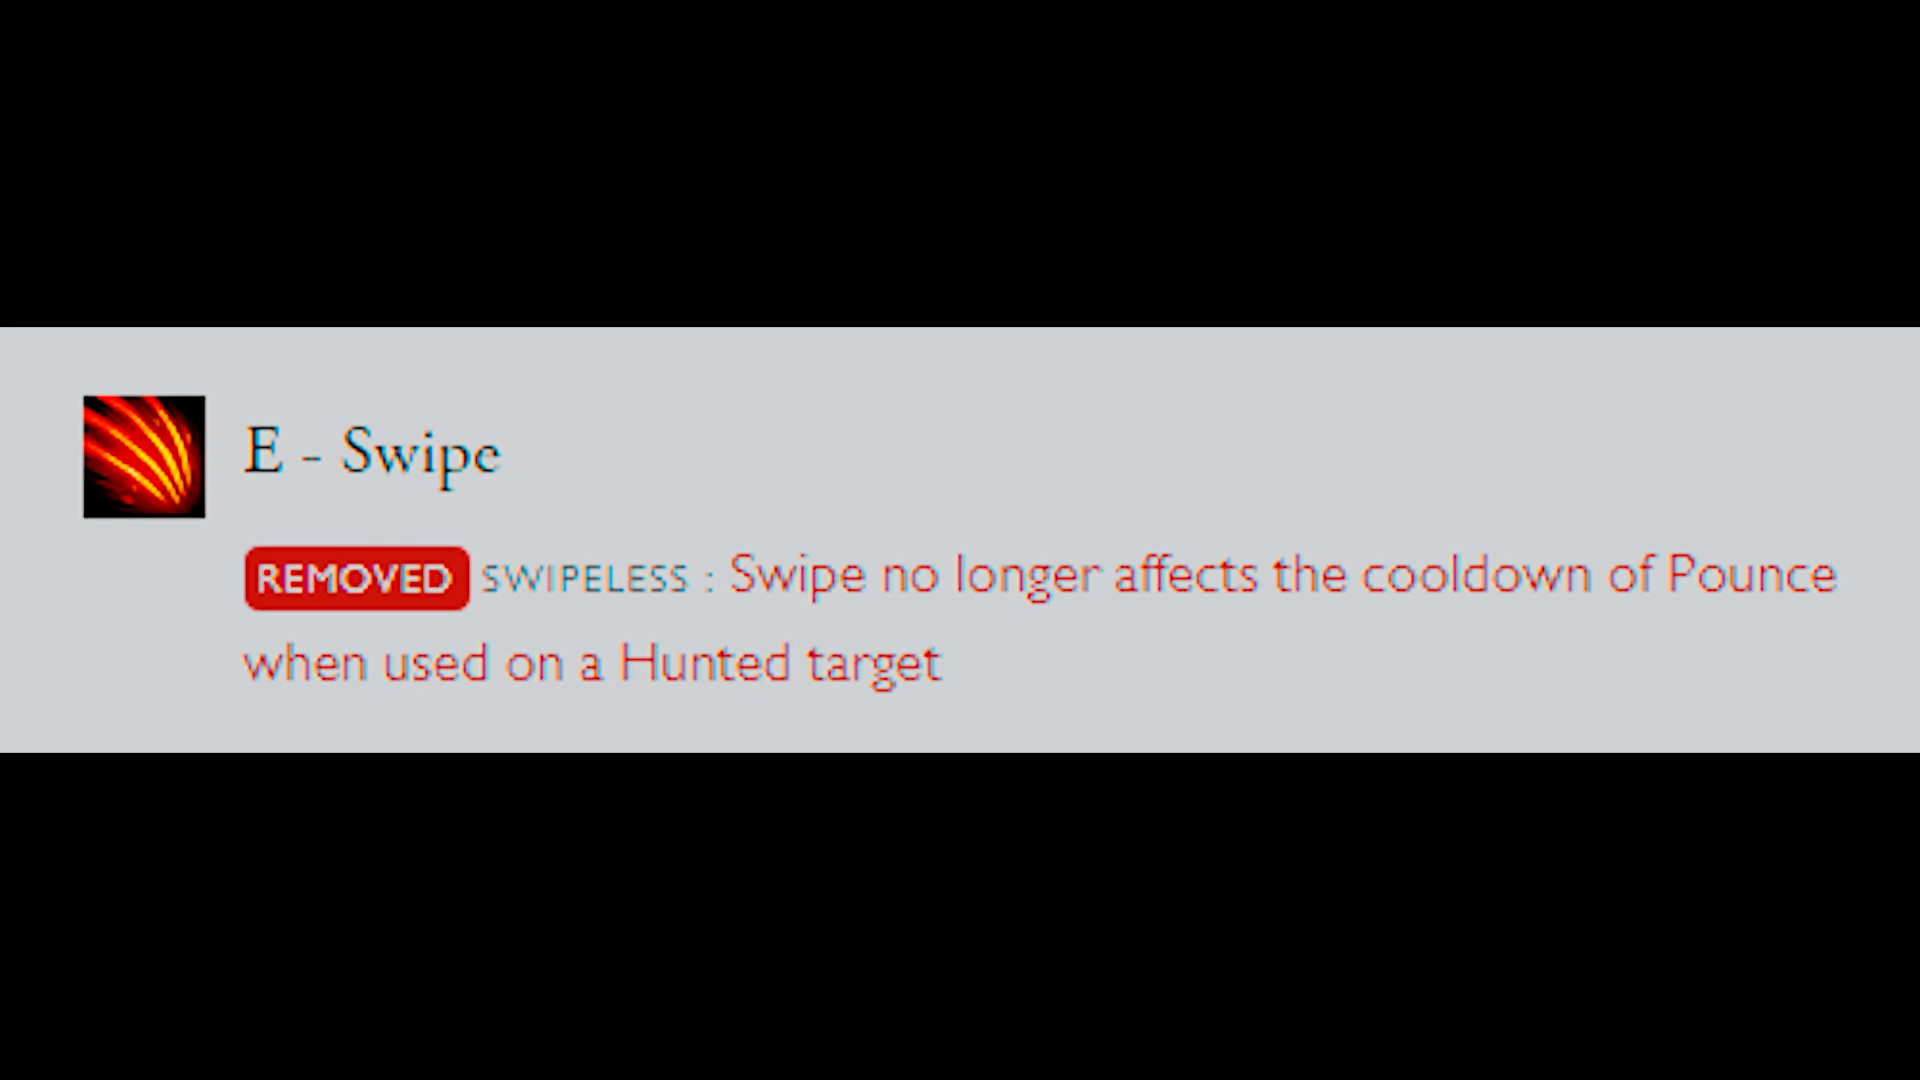 E - Swipe
REMOVED SWIPELESS : Swipe no longer affects the cooldown of Pounce
when used on a Hunted target